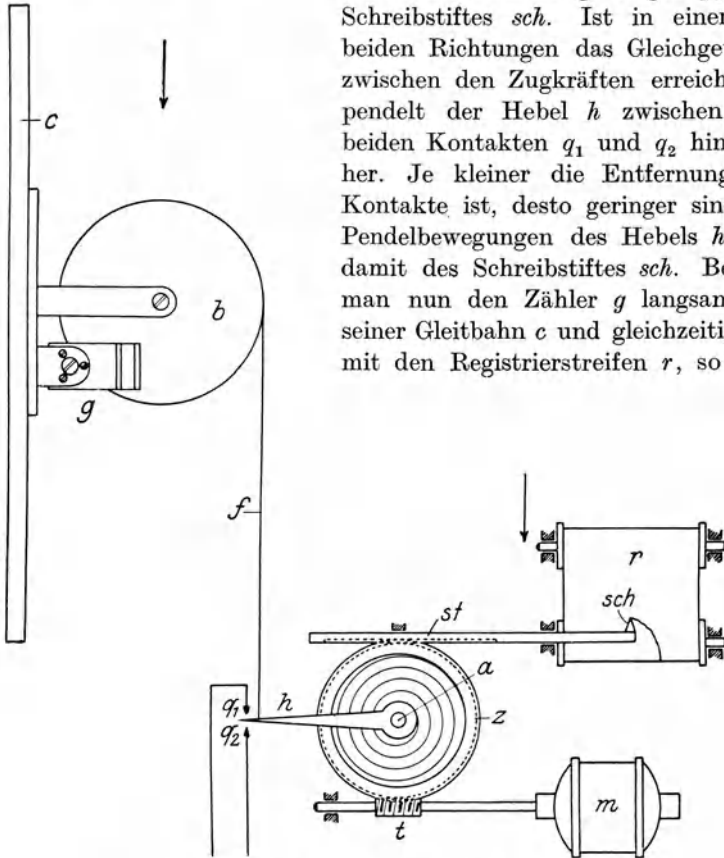 Schreibstiftes sch. Ist in einer
beiden Richtungen das Gleichge
zwischen den Zugkräften erreich
pendelt der Hebel h zwischen
beiden Kontakten q₁ und q₂ hin
her. Je kleiner die Entfernung
Kontakte ist, desto geringer sin
Pendelbewegungen des Hebels h
damit des Schreibstiftes sch. Be
man nun den Zähler g langsan
seiner Gleitbahn c und gleichzeiti
mit den Registrierstreifen r, so
c
b
g
f
r
sch
st
a
h
z
q₁
q₂
t
m